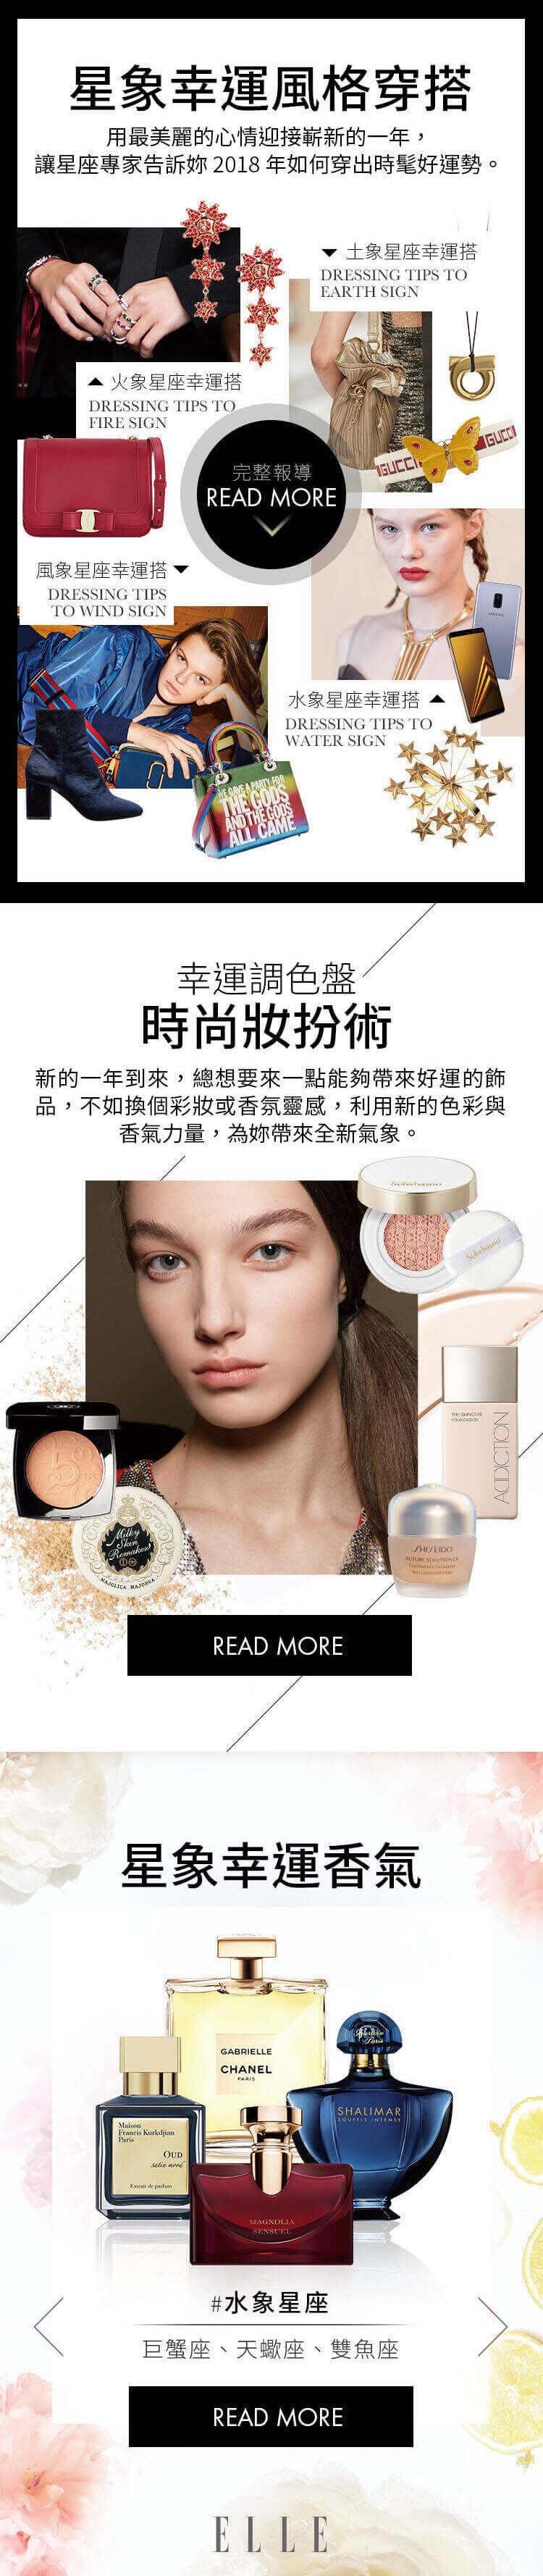 星象幸運風格穿搭
用最美麗的心情迎接嶄新的一年，
讓星座專家告訴妳 2018 年如何穿出時髦好運勢。
土象星座幸運搭
DRESSING TIPS TO
EARTH SIGN
火象星座幸運搭
DRESSING TIPS TO
FIRE SIGN
GUCCI
GUCCI
完整報導
READ MORE
風象星座幸運搭
DRESSING TIPS
TO WIND SIGN
SAMSUNG
水象星座幸運搭
DRESSING TIPS TO
WATER SIGN
WE GAVE A PARTY FOR
THE GODS
AND THE GODS
ALL CAME
幸運調色盤
時尚妝扮術
新的一年到來，總想要來一點能夠帶來好運的飾
品，不如換個彩妝或香氛靈感，利用新的色彩與
香氣力量，為妳帶來全新氣象。
Sulwhasoo
Sulwhasoo
THE SKINCARE
FOUNDATION
ADDICTION
Milky
Skin
Remaker
MAJOLICA MAJORCA
SHISEIDO
FUTURE SOLUTION LX
READ MORE
星象幸運香氣
GABRIELLE
CHANEL
PARIS
Maison
Francis Kurkdjian
Paris
OUD
satin mood
Extrait de parfum
SHALIMAR
SOUFFLE INTENSE
MAGNOLIA
SENSUEL
#水象星座
巨蟹座、天蠍座、雙魚座
READ MORE
ELLE